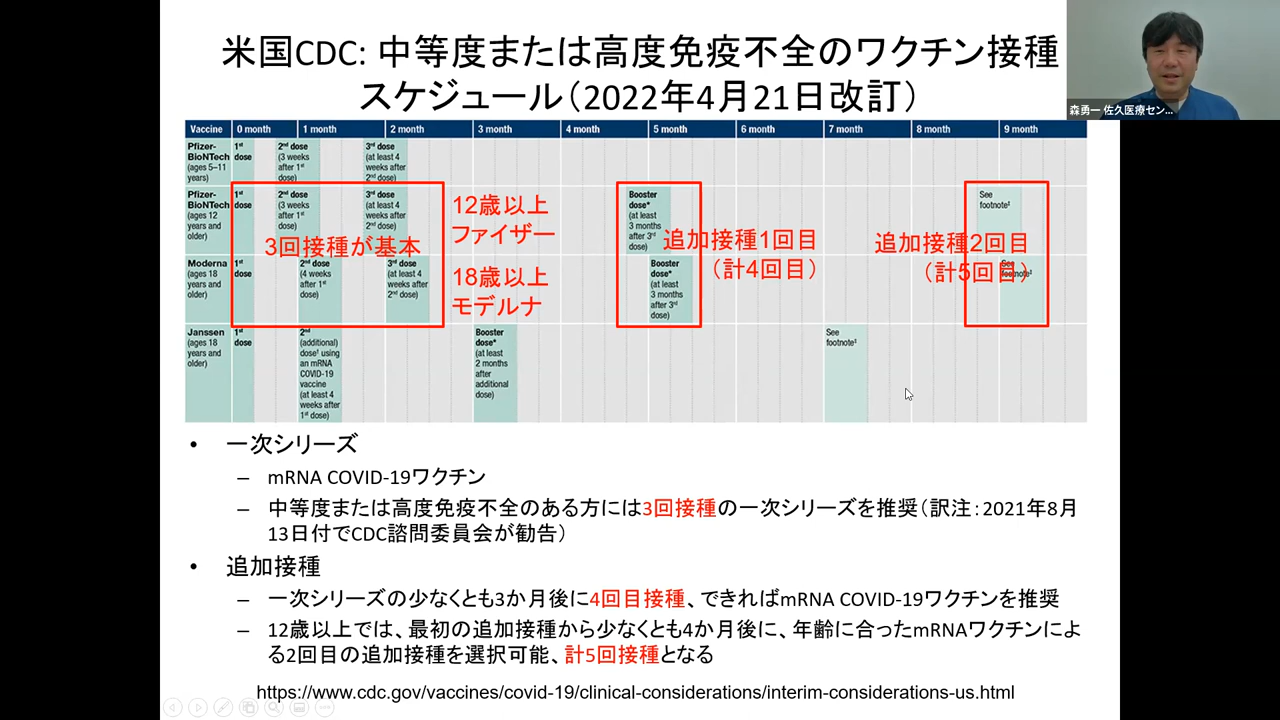 米国CDC: 中等度または高度免疫不全のワクチン接種
スケジュール（2022年4月21日改訂）
森勇一 佐久医療セン...
Vaccine 0 month 1 month 2 month 3 month 4 month 5 month 6 month 7 month 8 month 9 month
Pfizer-
BioNTech
(ages 5–11
years)
1st
dose
2nd dose
(3 weeks
after 1st
dose)
3rd dose
(at least 4
weeks after
2nd dose)
Pfizer-
BioNTech
(ages 12
years and
older)
1st
dose
2nd dose
(3 weeks
after 1st
dose)
3rd dose
(at least 4
weeks after
2nd dose)
Booster
dose*
(at least
3 months
after 3rd
dose)
See
footnote‡
3回接種が基本
12歳以上
ファイザー
追加接種1回目
（計4回目）
追加接種2回目
（計5回目）
Moderna
(ages 18
years and
older)
1st
dose
2nd dose
(4 weeks
after 1st
dose)
3rd dose
(at least 4
weeks after
2nd dose)
18歳以上
モデルナ
Booster
dose*
(at least
3 months
after 3rd
dose)
See
footnote‡
Janssen
(ages 18
years and
older)
1st
dose
2nd
(additional)
dose† using
an mRNA
COVID-19
vaccine
(at least 4
weeks after
1st dose)
Booster
dose*
(at least
2 months
after
additional
dose)
See
footnote‡
• 一次シリーズ
– mRNA COVID-19ワクチン
– 中等度または高度免疫不全のある方には3回接種の一次シリーズを推奨（訳注：2021年8月
13日付でCDC諮問委員会が勧告）
• 追加接種
– 一次シリーズの少なくとも3か月後に4回目接種、できればmRNA COVID-19ワクチンを推奨
– 12歳以上では、最初の追加接種から少なくとも4か月後に、年齢に合ったmRNAワクチンによ
る2回目の追加接種を選択可能、計5回接種となる
https://www.cdc.gov/vaccines/covid-19/clinical-considerations/interim-considerations-us.html